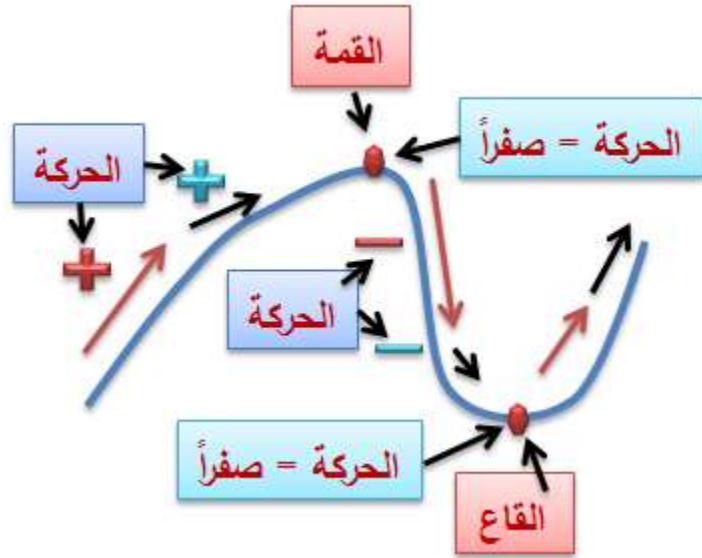 القمة
الحركة = صفراً
الحركة
الحركة
الحركة = صفراً
القاع